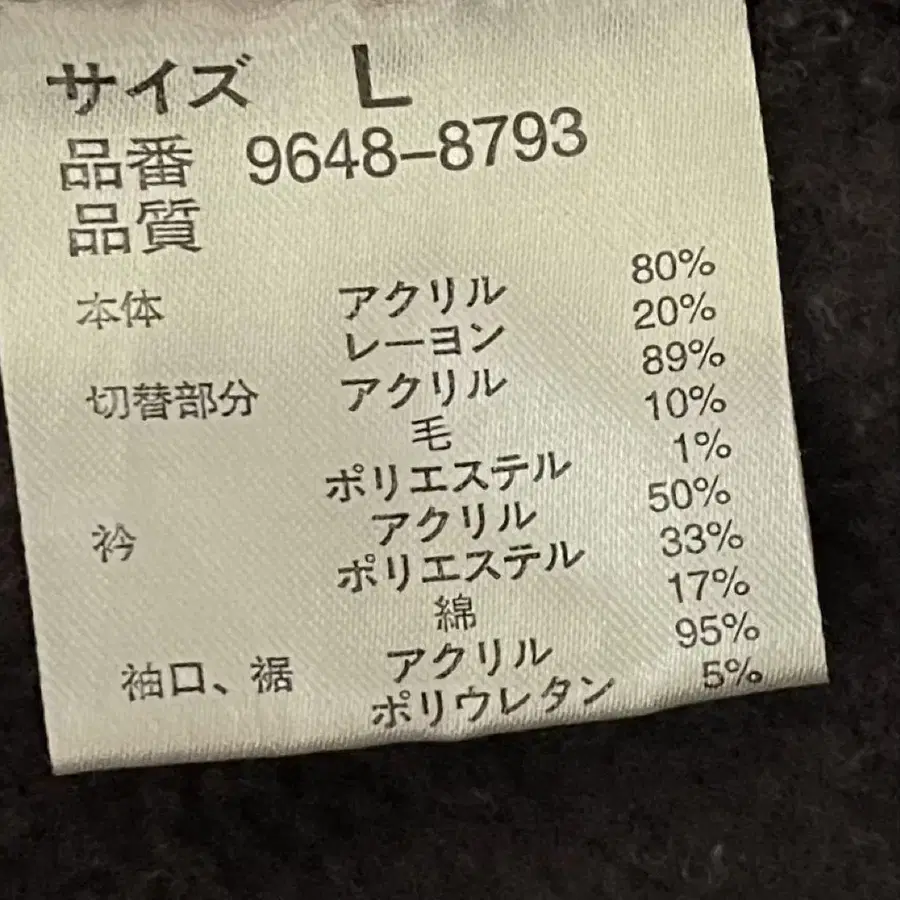 サイズ L
品番 9648-8793
品質
本体 アクリル 80%
レーヨン 20%
切替部分 アクリル 89%
毛 10%
ポリエステル 1%
衿 アクリル 50%
ポリエステル 33%
綿 17%
袖口、裾 アクリル 95%
ポリウレタン 5%